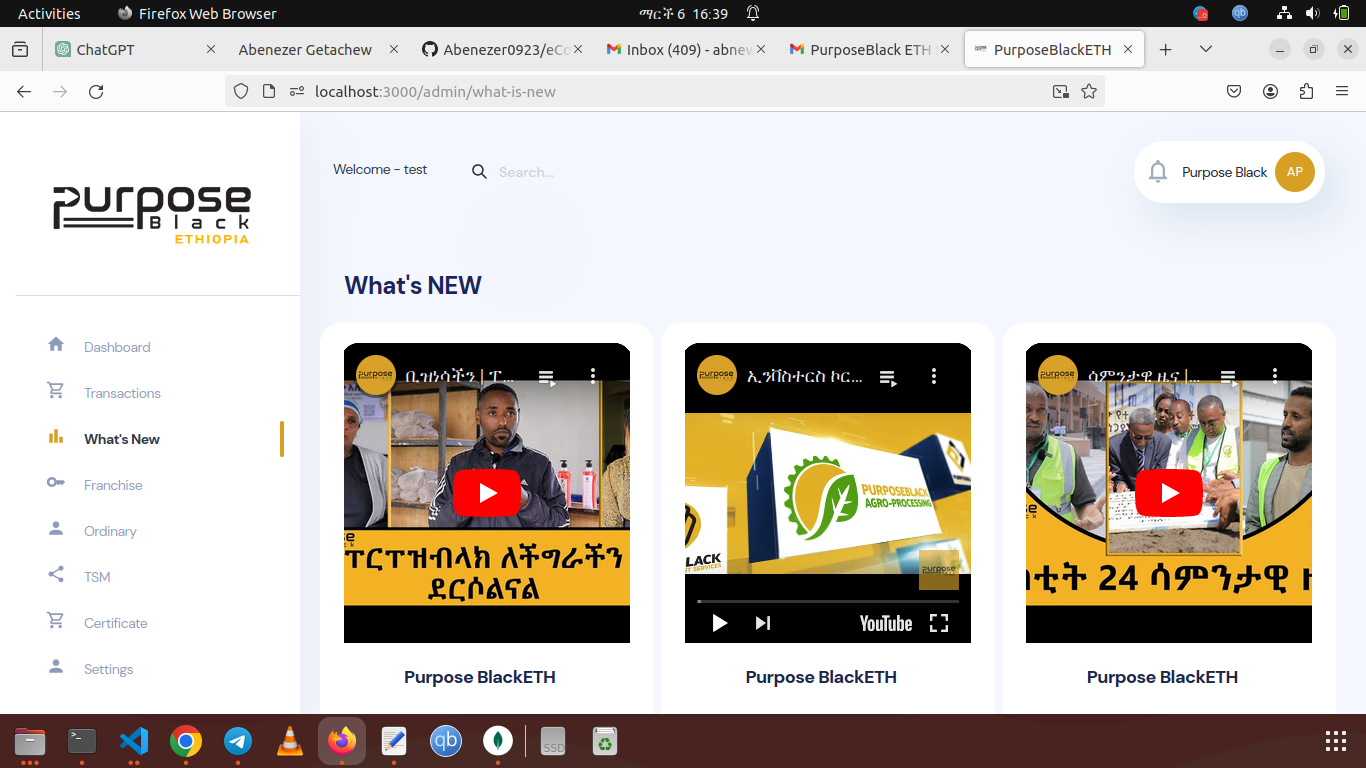 Activities
Firefox Web Browser
ማርች 6 16:39
ChatGPT
Abenezer Getachew
Abenezer0923/eCo
Inbox (409) - abnew
PurposeBlack ETH
PurposeBlackETH
localhost:3000/admin/what-is-new
purpose
Black
ETHIOPIA
Welcome - test
Search...
Purpose Black
AP
What's NEW
Dashboard
Transactions
What's New
Franchise
Ordinary
TSM
Certificate
Settings
ቢዝነሳችን | ፐ...
ፐርፐዝብላክ ለችግራችን
ደርሶልናል
Purpose BlackETH
ኢንቨስተርስ ኮር...
PURPOSEBLACK
AGRO-PROCESSING
LACK
YouTube
Purpose BlackETH
ሳምንታዊ ዜና |...
24 ሳምንታዊ
Purpose BlackETH
qb
SSD